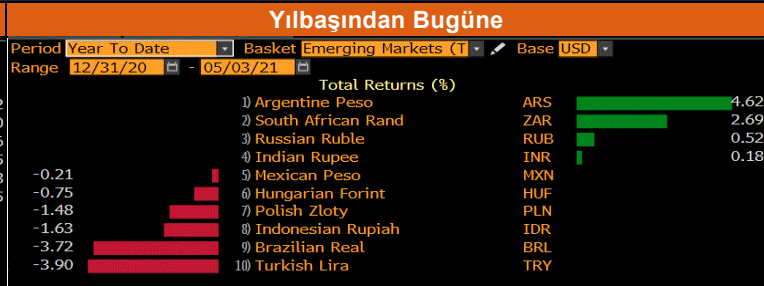 Yılbaşından Bugüne
Period Year To Date Basket Emerging Markets (T Base USD
Range 12/31/20 - 05/03/21
Total Returns (%)
1) Argentine Peso ARS 4.62
2) South African Rand ZAR 2.69
3) Russian Ruble RUB 0.52
4) Indian Rupee INR 0.18
-0.21 5) Mexican Peso MXN
-0.75 6) Hungarian Forint HUF
-1.48 7) Polish Zloty PLN
-1.63 8) Indonesian Rupiah IDR
-3.72 9) Brazilian Real BRL
-3.90 10) Turkish Lira TRY